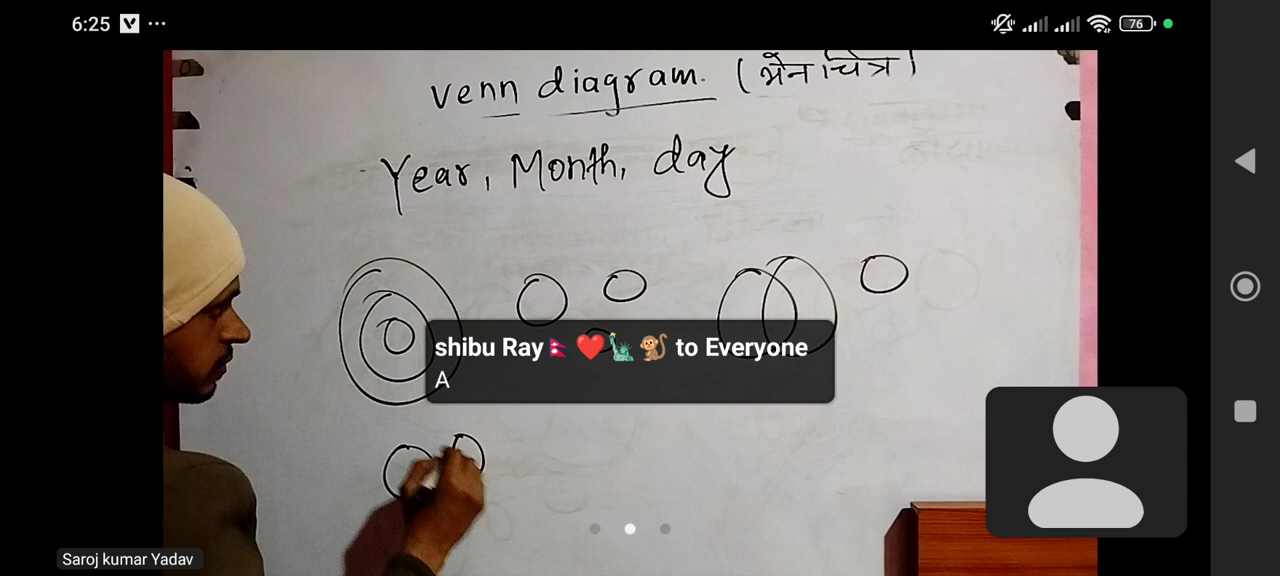 6:25 V ... 76
Venn diagram. (भेन चित्र)
Year, Month, day
shibu Ray🇳🇵 ❤️🗽🐒 to Everyone
A
Saroj kumar Yadav